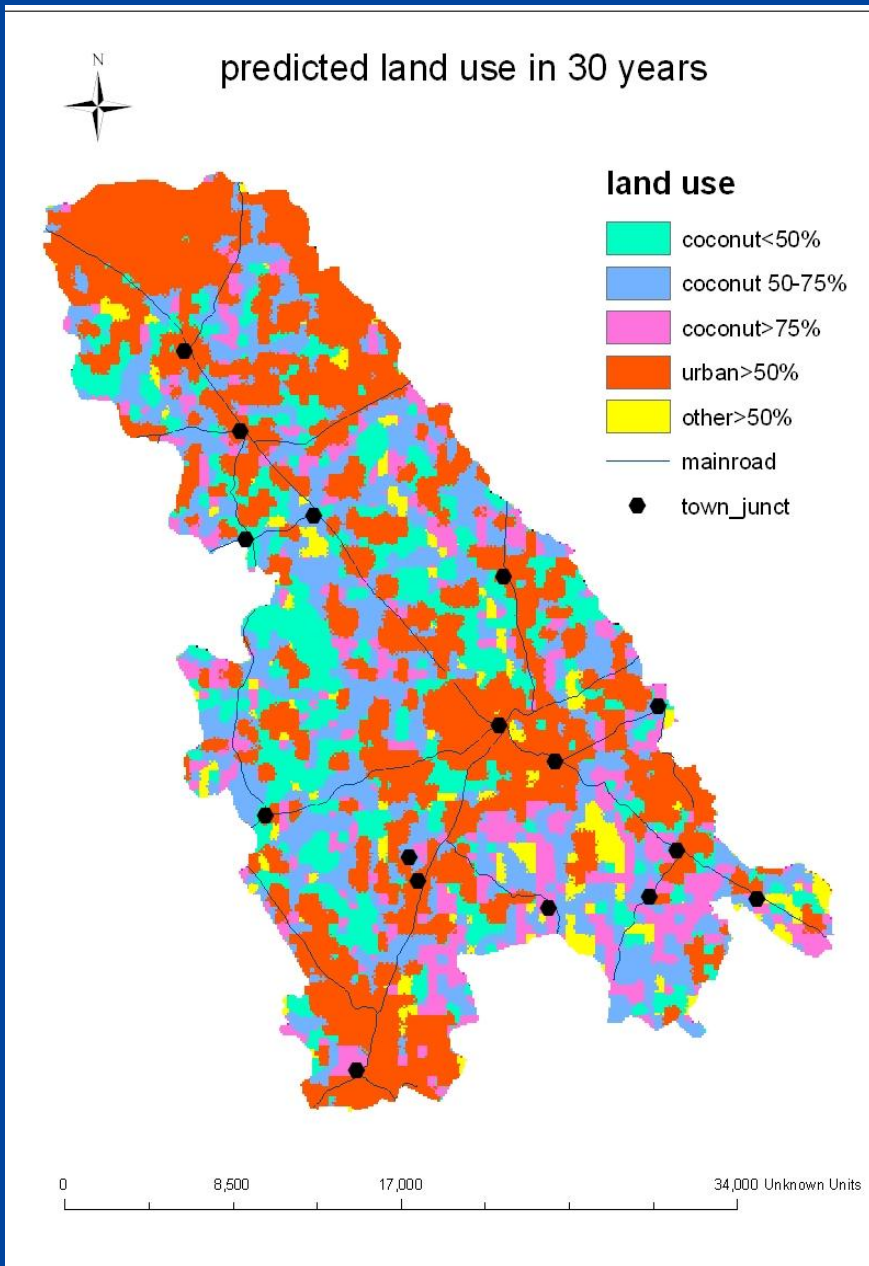 predicted land use in 30 years
N
land use
coconut<50%
coconut 50-75%
coconut>75%
urban>50%
other>50%
mainroad
town_junct
0 8,500 17,000 34,000 Unknown Units